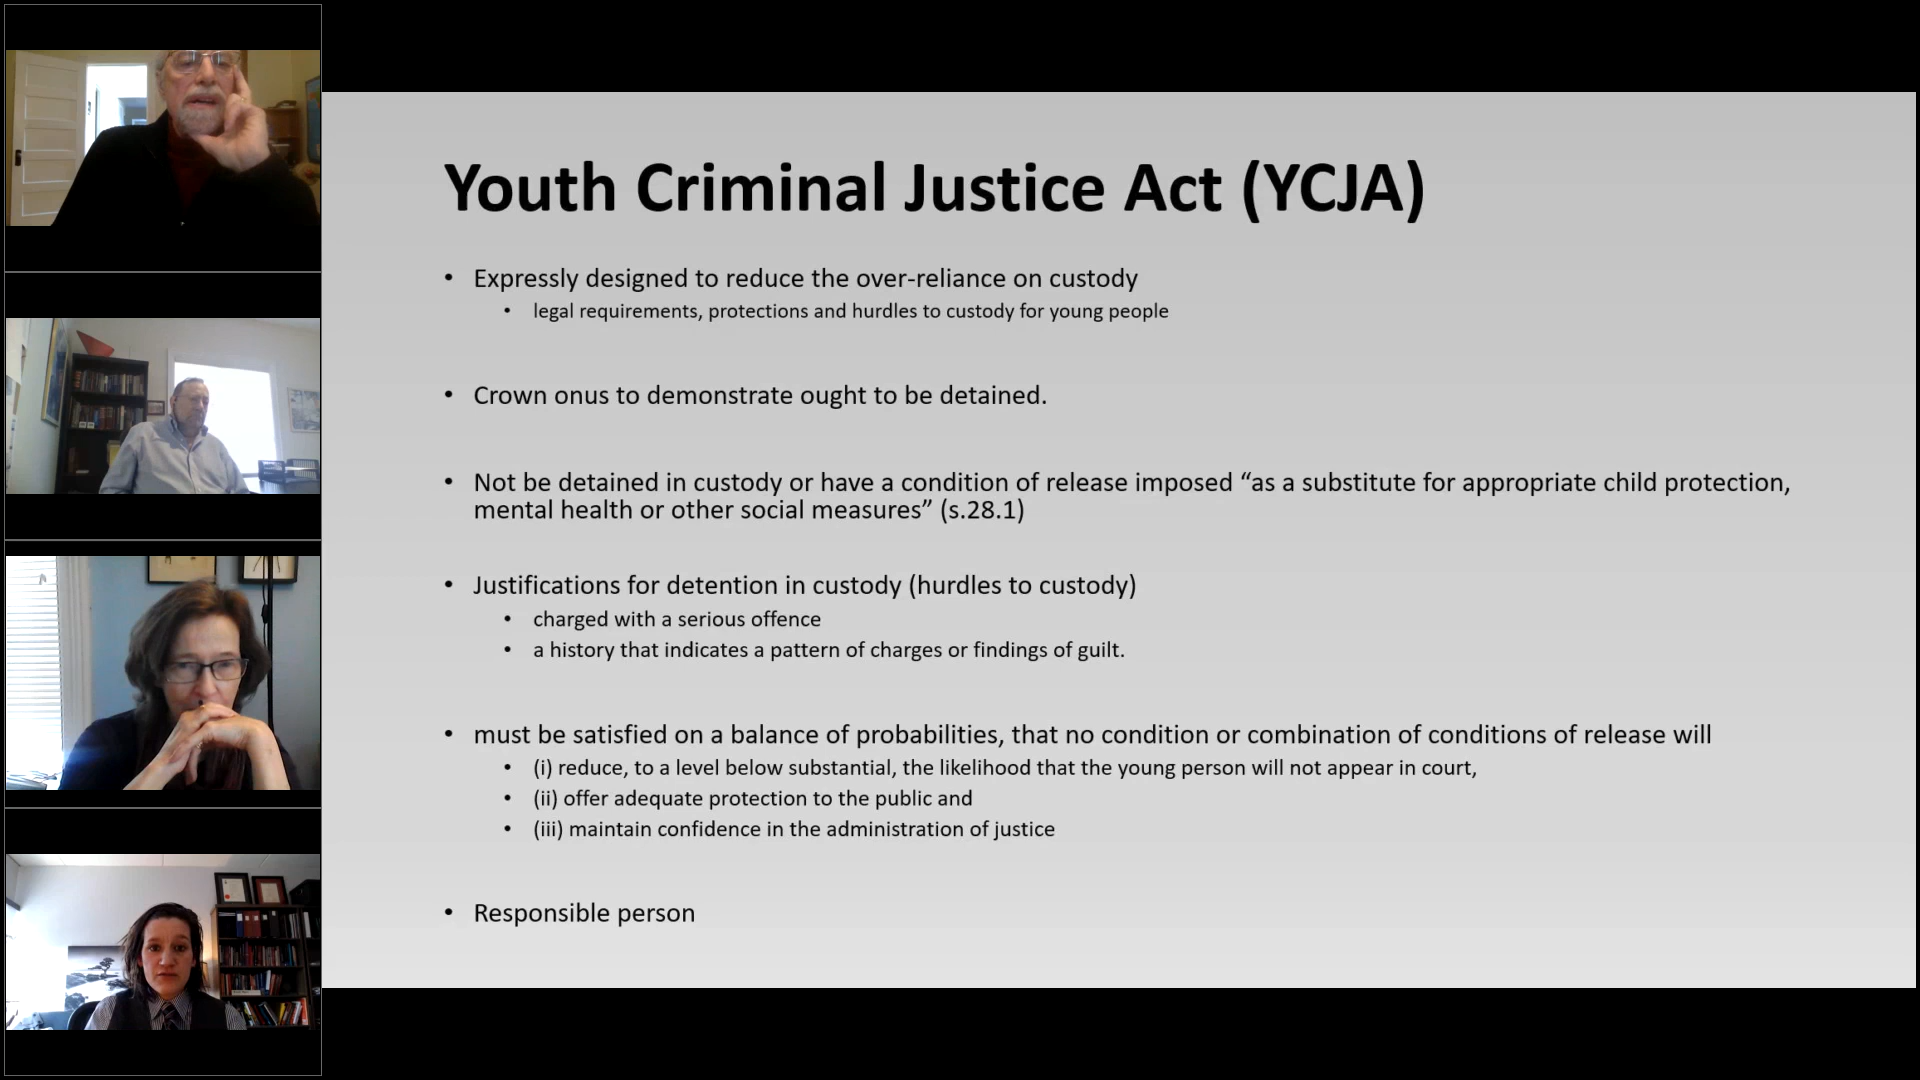 Youth Criminal Justice Act (YCJA)
• Expressly designed to reduce the over-reliance on custody
• legal requirements, protections and hurdles to custody for young people
• Crown onus to demonstrate ought to be detained.
• Not be detained in custody or have a condition of release imposed “as a substitute for appropriate child protection,
mental health or other social measures” (s.28.1)
• Justifications for detention in custody (hurdles to custody)
• charged with a serious offence
• a history that indicates a pattern of charges or findings of guilt.
• must be satisfied on a balance of probabilities, that no condition or combination of conditions of release will
• (i) reduce, to a level below substantial, the likelihood that the young person will not appear in court,
• (ii) offer adequate protection to the public and
• (iii) maintain confidence in the administration of justice
• Responsible person